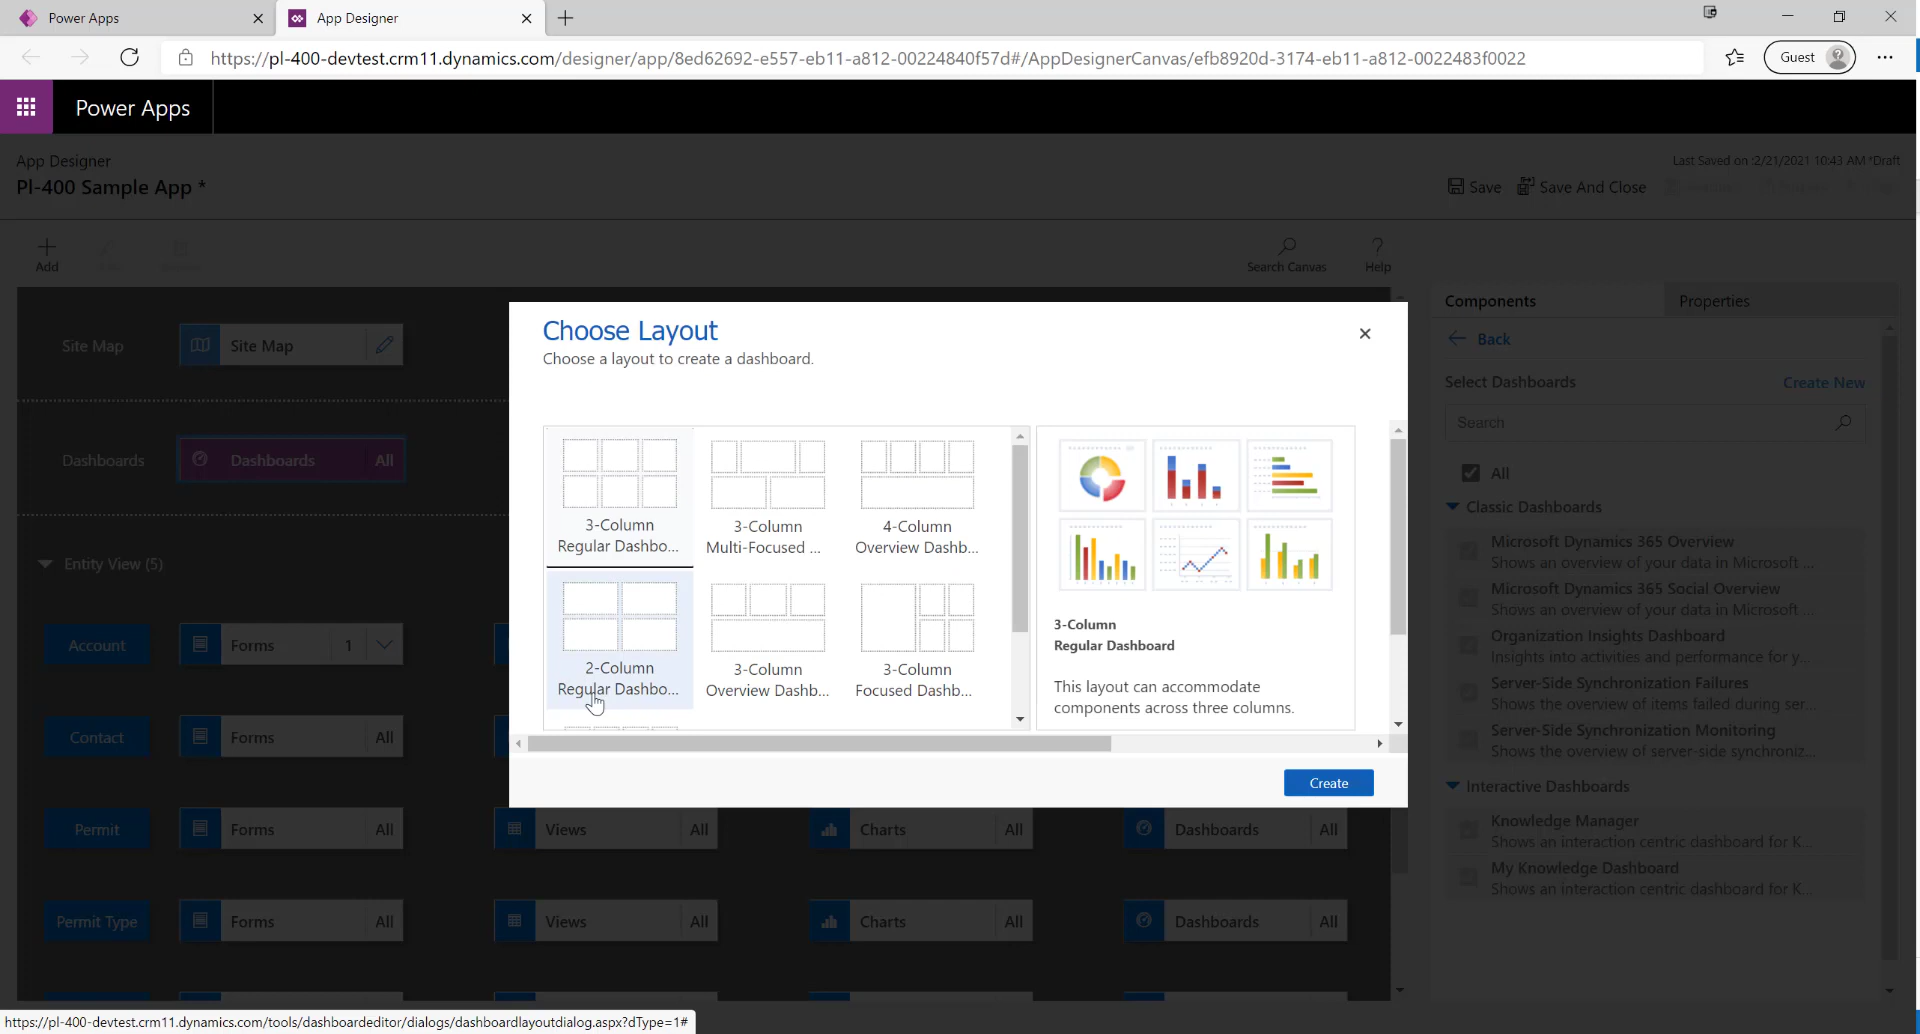 Power Apps
App Designer
https://pl-400-devtest.crm11.dynamics.com/designer/app/8ed62692-e557-eb11-a812-00224840f57d#/AppDesignerCanvas/efb8920d-3174-eb11-a812-0022483f0022
Guest
Power Apps
App Designer
Pl-400 Sample App *
Last Saved on :2/21/2021 10:43 AM *Draft
Save
Save And Close
Add
Search Canvas
Help
Site Map
Site Map
Dashboards
Dashboards
All
Entity View (5)
Account
Forms
1
Contact
Forms
All
Permit
Forms
All
Views
All
Charts
All
Dashboards
All
Permit Type
Forms
All
Views
All
Charts
All
Dashboards
All
Choose Layout
Choose a layout to create a dashboard.
3-Column
Regular Dashbo...
3-Column
Multi-Focused ...
4-Column
Overview Dashb...
2-Column
Regular Dashbo...
3-Column
Overview Dashb...
3-Column
Focused Dashb...
3-Column
Regular Dashboard
This layout can accommodate
components across three columns.
Create
Components
Properties
Back
Select Dashboards
Create New
Search
All
Classic Dashboards
Microsoft Dynamics 365 Overview
Shows an overview of your data in Microsoft ...
Microsoft Dynamics 365 Social Overview
Shows an overview of your data in Microsoft ...
Organization Insights Dashboard
Insights into activities and performance for y...
Server-Side Synchronization Failures
Shows the overview of items failed during ser...
Server-Side Synchronization Monitoring
Shows the overview of server-side synchroniz...
Interactive Dashboards
Knowledge Manager
Shows an interaction centric dashboard for K...
My Knowledge Dashboard
Shows an interaction centric dashboard for K...
https://pl-400-devtest.crm11.dynamics.com/tools/dashboardeditor/dialogs/dashboardlayoutdialog.aspx?dType=1#